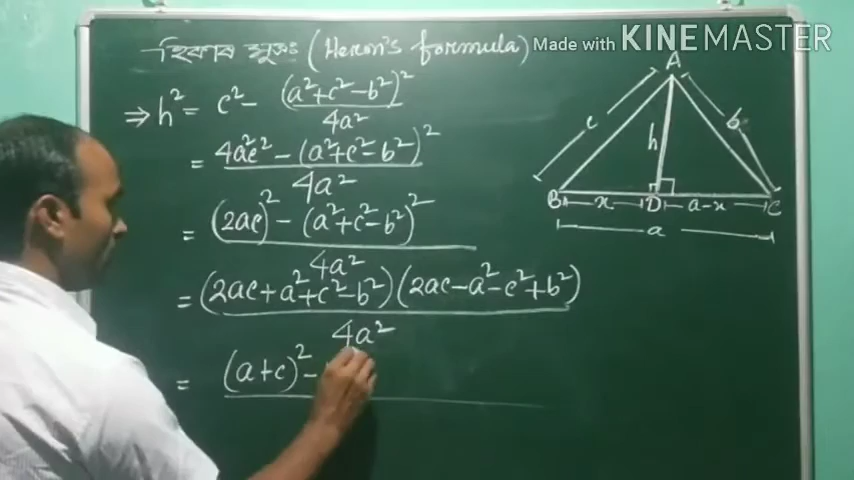 হিৰণৰ সূত্ৰঃ (Heron's formula)
Made with KINEMASTER
⇒ h² = c² - (a²+c²-b²)²
4a²
= 4a²c² - (a²+c²-b²)²
4a²
= (2ac)² - (a²+c²-b²)²
4a²
= (2ac+a²+c²-b²)(2ac-a²-c²+b²)
4a²
= (a+c)² -
A
c
b
h
B
x
D
a-x
C
a